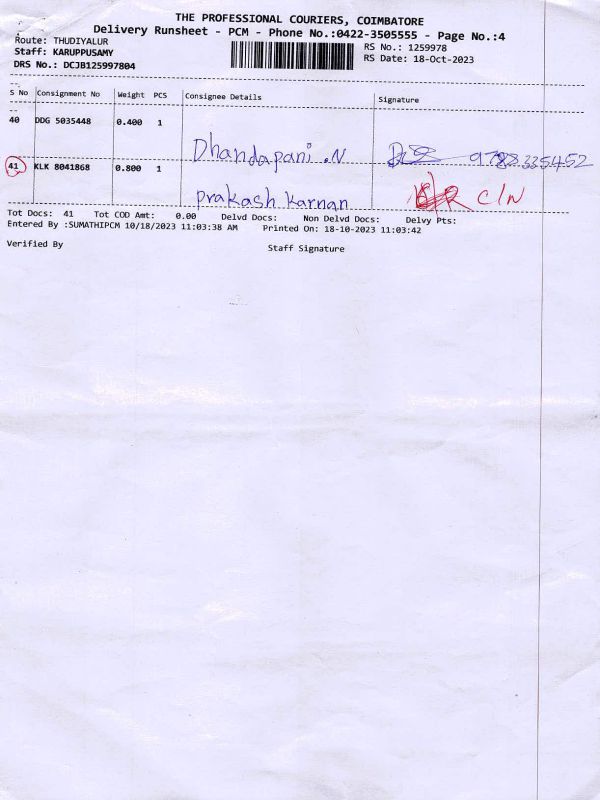 THE PROFESSIONAL COURIERS, COIMBATORE
Delivery Runsheet - PCM - Phone No.:0422-3505555 - Page No.:4
Route: THUDIYALUR
RS No.: 1259978
Staff: KARUPPUSAMY
RS Date: 18-Oct-2023
DRS No.: DCJB125997804
S No Consignment No Weight PCS Consignee Details Signature
40 DDG 5035448 0.400 1
Dhandapani .N
41 KLK 8041868 0.800 1
Prakash Karnan C/N
Tot Docs: 41 Tot COD Amt: 0.00 Delvd Docs: Non Delvd Docs: Delvy Pts:
Entered By :SUMATHIPCM 10/18/2023 11:03:38 AM Printed On: 18-10-2023 11:03:42
Verified By Staff Signature